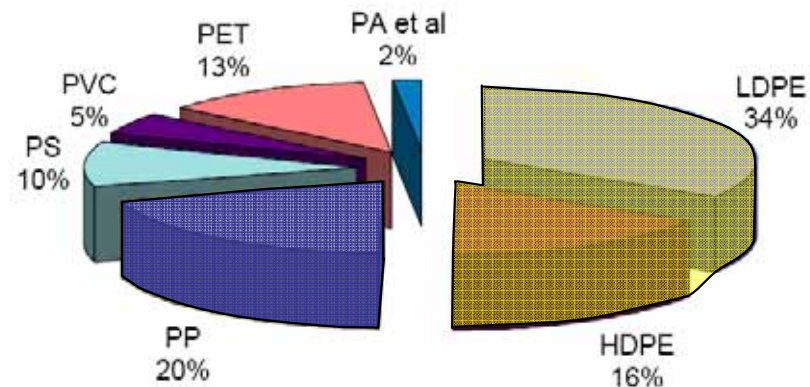 PA et al
2%
LDPE
34%
HDPE
16%
PP
20%
PS
10%
PVC
5%
PET
13%